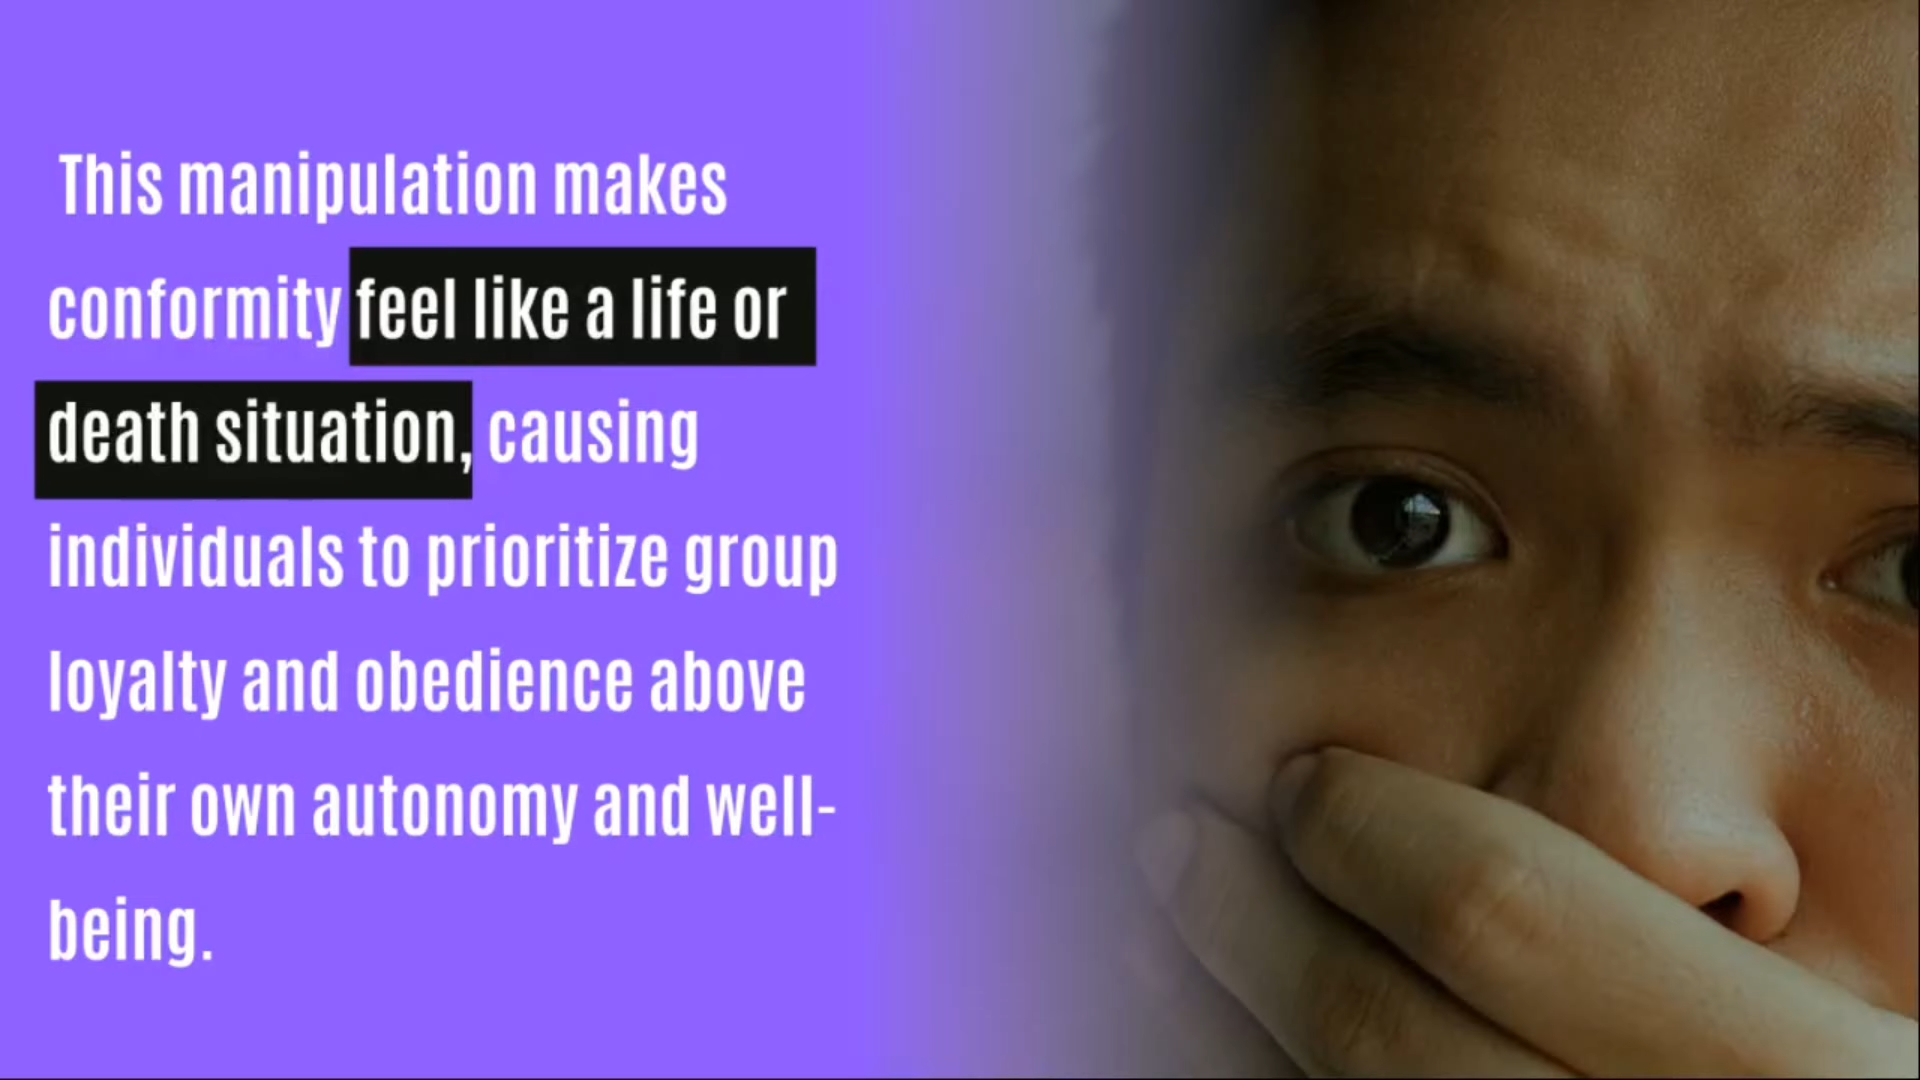 This manipulation makes
conformity feel like a life or
death situation, causing
individuals to prioritize group
loyalty and obedience above
their own autonomy and well-
being.